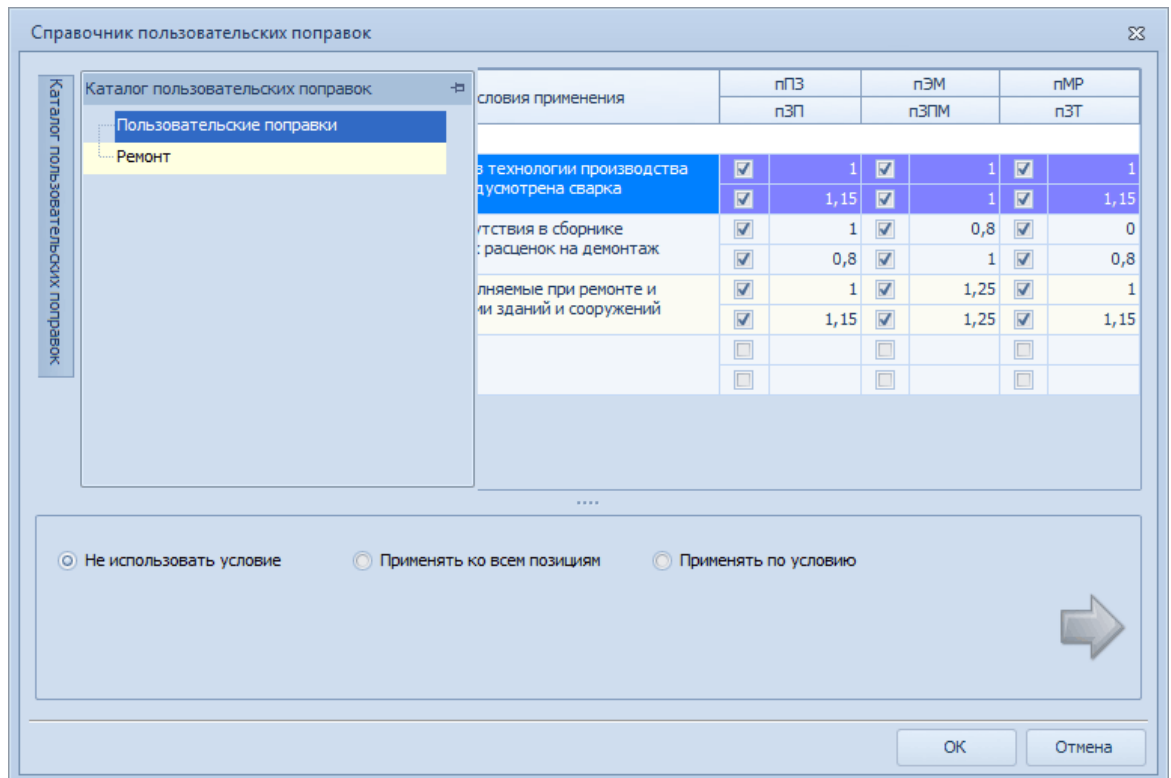 Справочник пользовательских поправок
Каталог пользовательских поправок
Каталог пользовательских поправок
Пользовательские поправки
Ремонт
словия применения
пПЗ пЭМ пМР
пЗП пЗПМ пЗТ
в технологии производства
дусмотрена сварка
1 1 1
1,15 1 1,15
утствия в сборнике
расценок на демонтаж
1 0,8 0
0,8 1 0,8
лняемые при ремонте и
ии зданий и сооружений
1 1,25 1
1,15 1,25 1,15
Не использовать условие Применять ко всем позициям Применять по условию
ОК Отмена